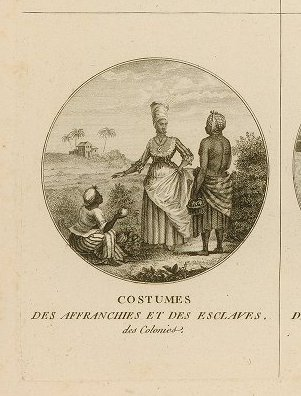 COSTUMES
DES AFFRANCHIES ET DES ESCLAVES,
des Colonies.